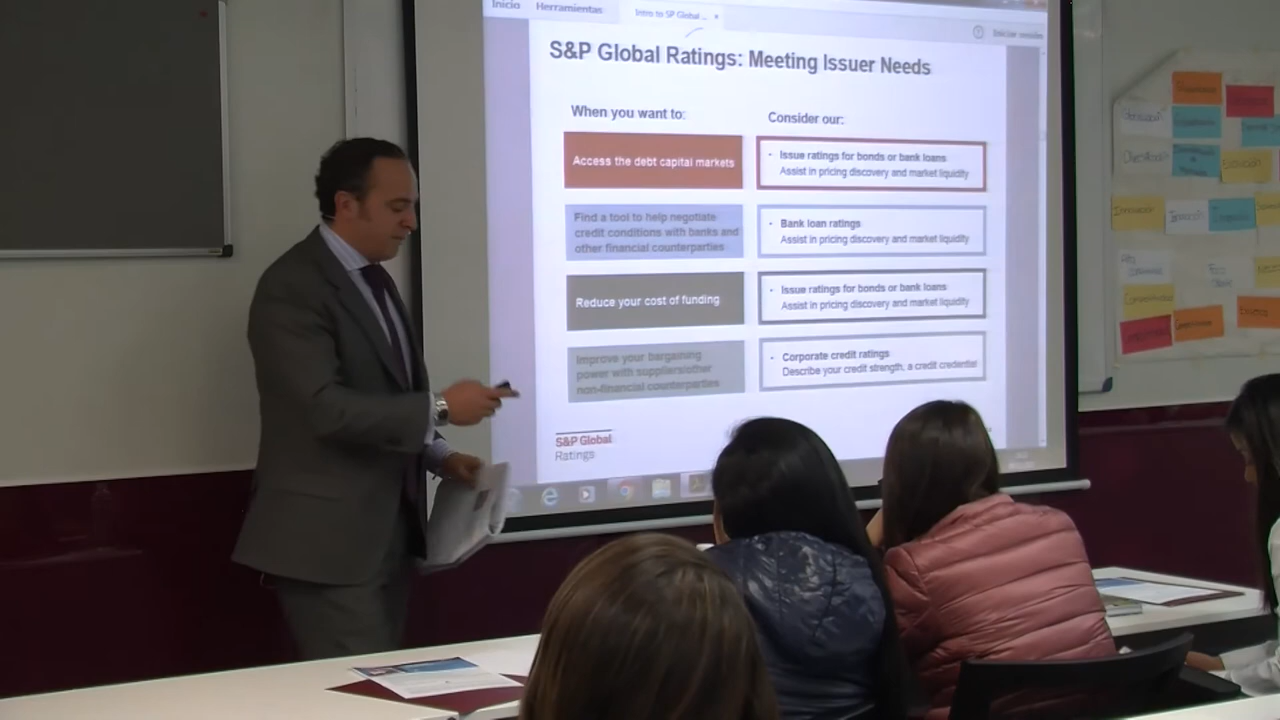 Inicio Herramientas Intro to SP Global ... × Iniciar sesión
S&P Global Ratings: Meeting Issuer Needs
When you want to: Consider our:
Access the debt capital markets
• Issue ratings for bonds or bank loans
Assist in pricing discovery and market liquidity
Find a tool to help negotiate
credit conditions with banks and
other financial counterparties
• Bank loan ratings
Assist in pricing discovery and market liquidity
Reduce your cost of funding
• Issue ratings for bonds or bank loans
Assist in pricing discovery and market liquidity
Improve your bargaining
power with suppliers/other
non-financial counterparties
• Corporate credit ratings
Describe your credit strength, a credit credential
S&P Global
Ratings
Innovación